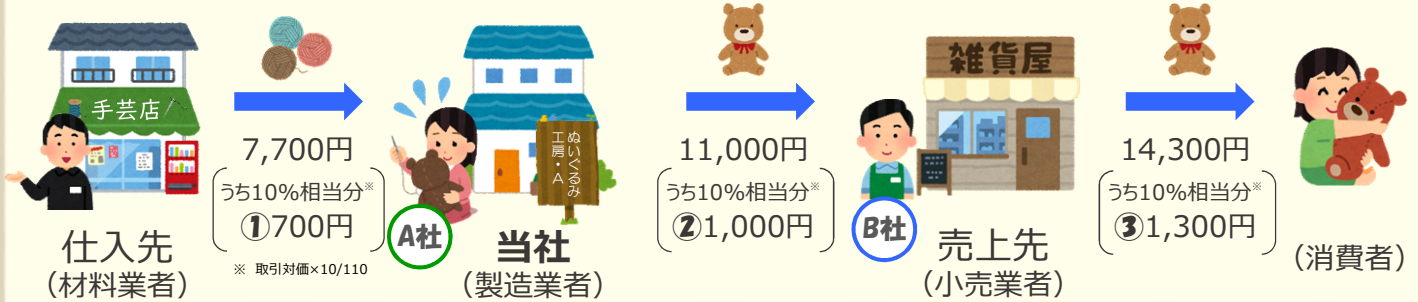 手芸店
7,700円
うち10%相当分※
①700円
※ 取引対価×10/110
仕入先
（材料業者）
ぬいぐるみ
工房・A
A社
当社
（製造業者）
11,000円
うち10%相当分※
②1,000円
雑貨屋
B社
売上先
（小売業者）
14,300円
うち10%相当分※
③1,300円
（消費者）